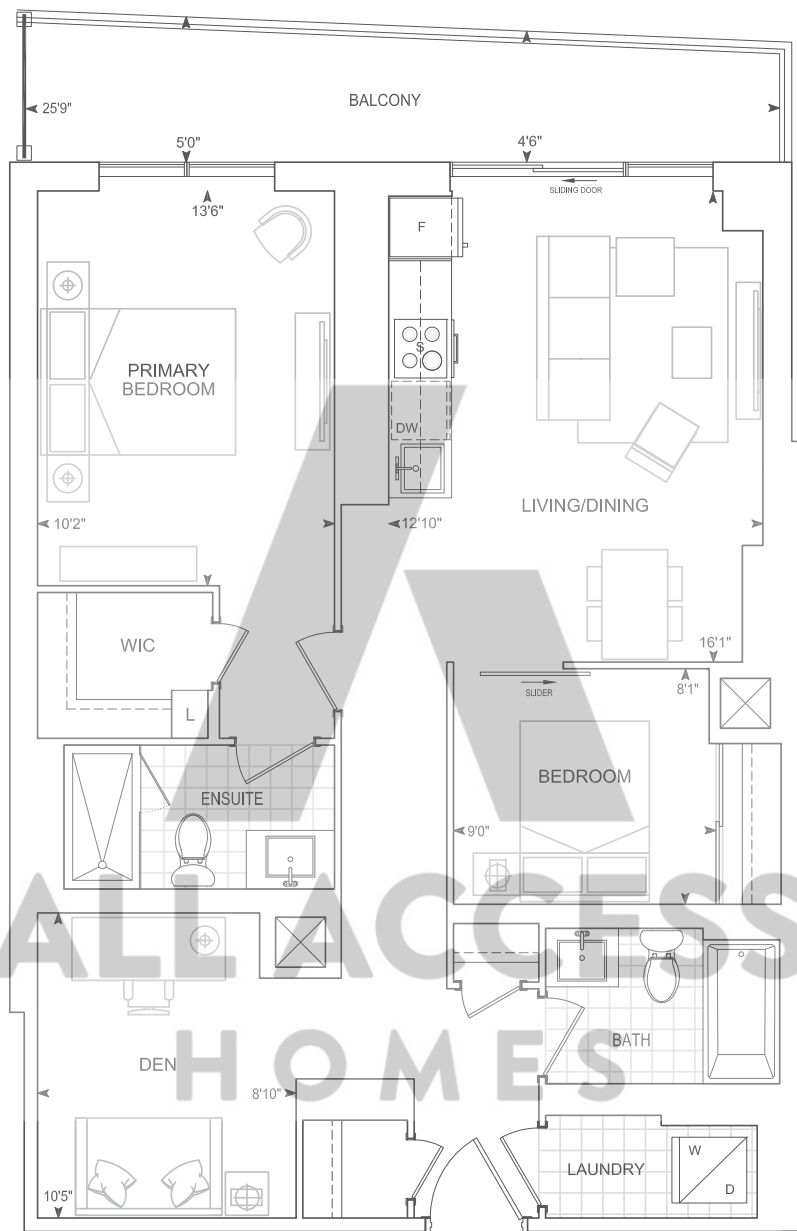 BALCONY
25'9"
5'0"
4'6"
SLIDING DOOR
13'6"
F
S
PRIMARY
BEDROOM
DW
10'2"
12'10"
LIVING/DINING
WIC
16'1"
8'1"
SLIDER
L
BEDROOM
ENSUITE
9'0"
ALL ACCESS
HOMES
BATH
DEN
8'10"
W
LAUNDRY
D
10'5"